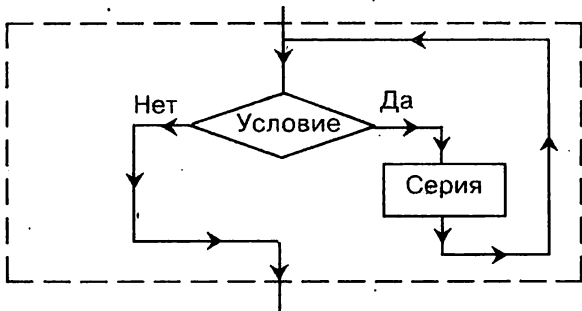 Нет
Да
Условие
Серия